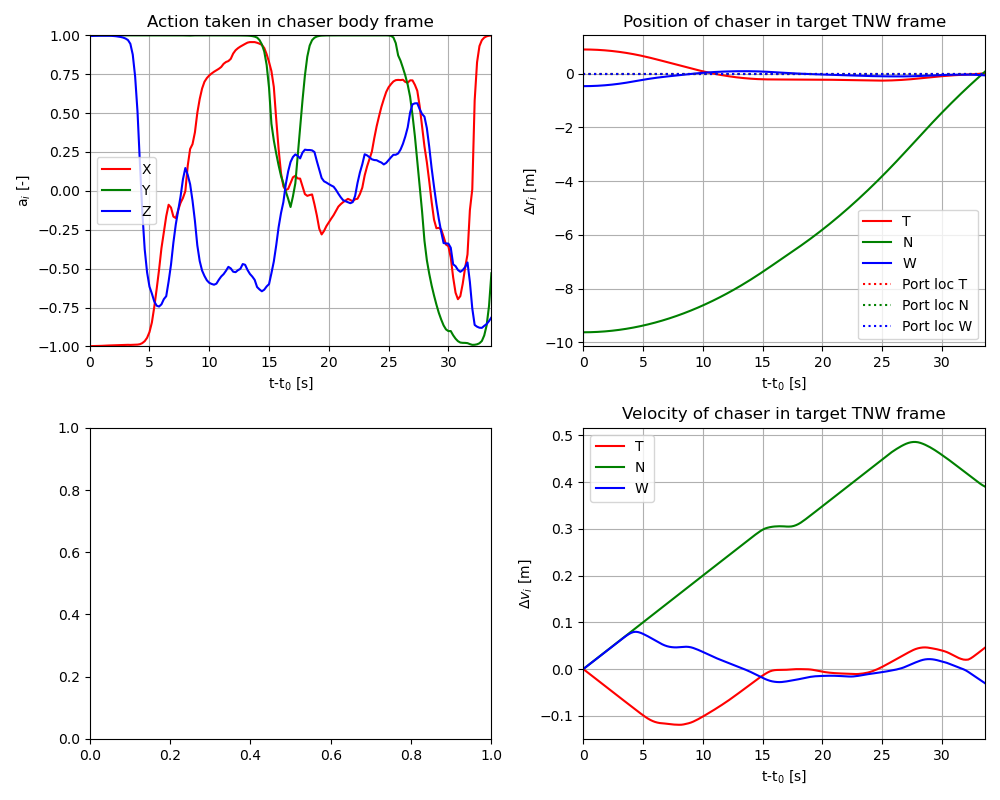 Action taken in chaser body frame
1.00
0.75
0.50
0.25
0.00
−0.25
−0.50
−0.75
−1.00
a_i [-]
X
Y
Z
0 5 10 15 20 25 30
t-t_0 [s]
Position of chaser in target TNW frame
0
−2
−4
−6
−8
−10
Δr_i [m]
T
N
W
Port loc T
Port loc N
Port loc W
0 5 10 15 20 25 30
t-t_0 [s]
1.0
0.8
0.6
0.4
0.2
0.0
0.0 0.2 0.4 0.6 0.8 1.0
Velocity of chaser in target TNW frame
0.5
0.4
0.3
0.2
0.1
0.0
−0.1
Δv_i [m]
T
N
W
0 5 10 15 20 25 30
t-t_0 [s]